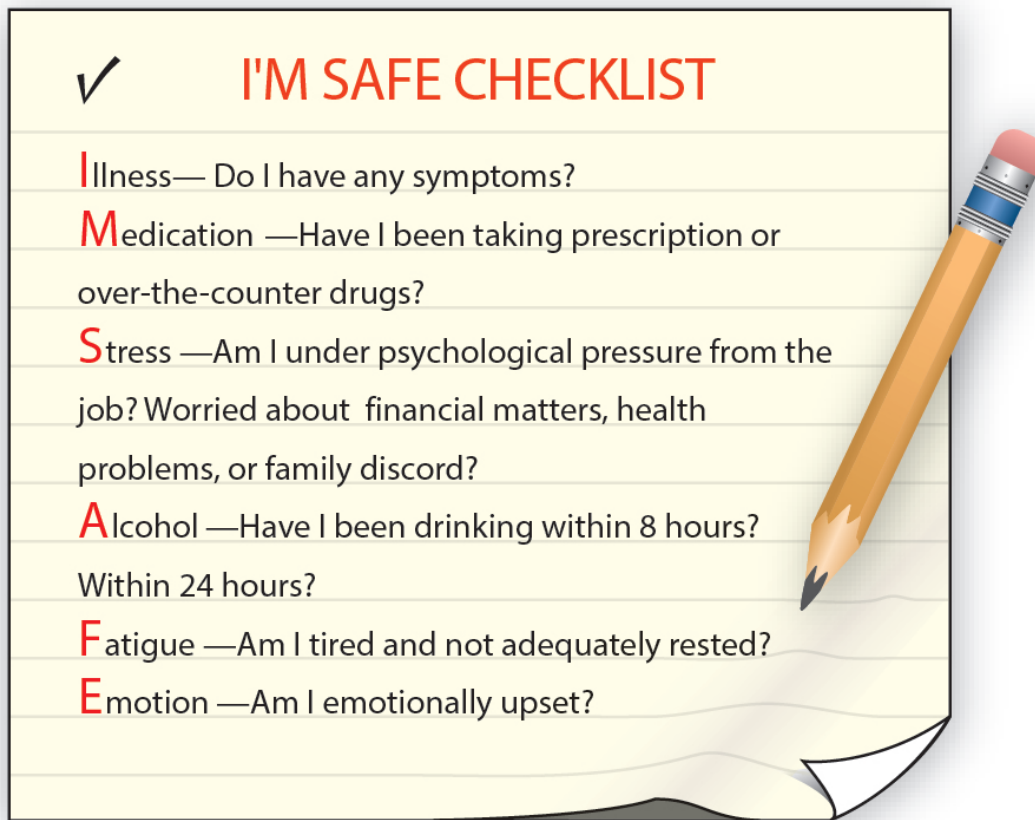 ✓ I'M SAFE CHECKLIST
Illness— Do I have any symptoms?
Medication —Have I been taking prescription or
over-the-counter drugs?
Stress —Am I under psychological pressure from the
job? Worried about  financial matters, health
problems, or family discord?
Alcohol —Have I been drinking within 8 hours?
Within 24 hours?
Fatigue —Am I tired and not adequately rested?
Emotion —Am I emotionally upset?